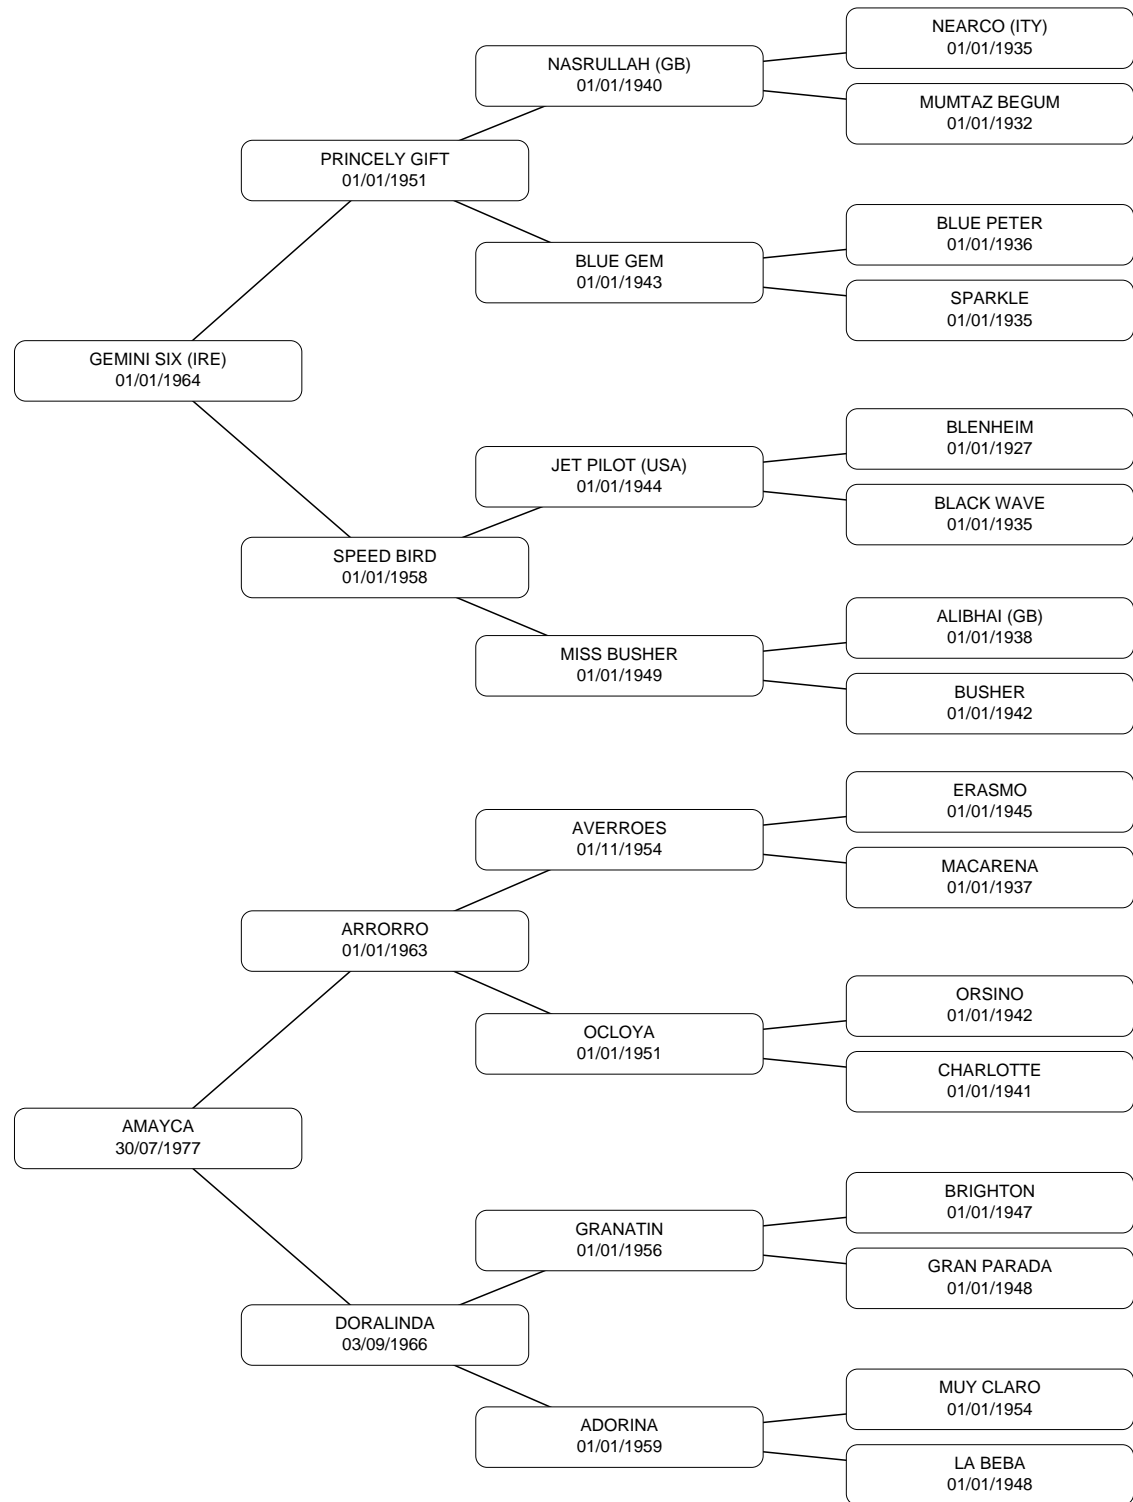 NEARCO (ITY)
01/01/1935
NASRULLAH (GB)
01/01/1940
MUMTAZ BEGUM
01/01/1932
PRINCELY GIFT
01/01/1951
BLUE PETER
01/01/1936
BLUE GEM
01/01/1943
SPARKLE
01/01/1935
GEMINI SIX (IRE)
01/01/1964
BLENHEIM
01/01/1927
JET PILOT (USA)
01/01/1944
BLACK WAVE
01/01/1935
SPEED BIRD
01/01/1958
ALIBHAI (GB)
01/01/1938
MISS BUSHER
01/01/1949
BUSHER
01/01/1942
ERASMO
01/01/1945
AVERROES
01/11/1954
MACARENA
01/01/1937
ARRORRO
01/01/1963
ORSINO
01/01/1942
OCLOYA
01/01/1951
CHARLOTTE
01/01/1941
AMAYCA
30/07/1977
BRIGHTON
01/01/1947
GRANATIN
01/01/1956
GRAN PARADA
01/01/1948
DORALINDA
03/09/1966
MUY CLARO
01/01/1954
ADORINA
01/01/1959
LA BEBA
01/01/1948